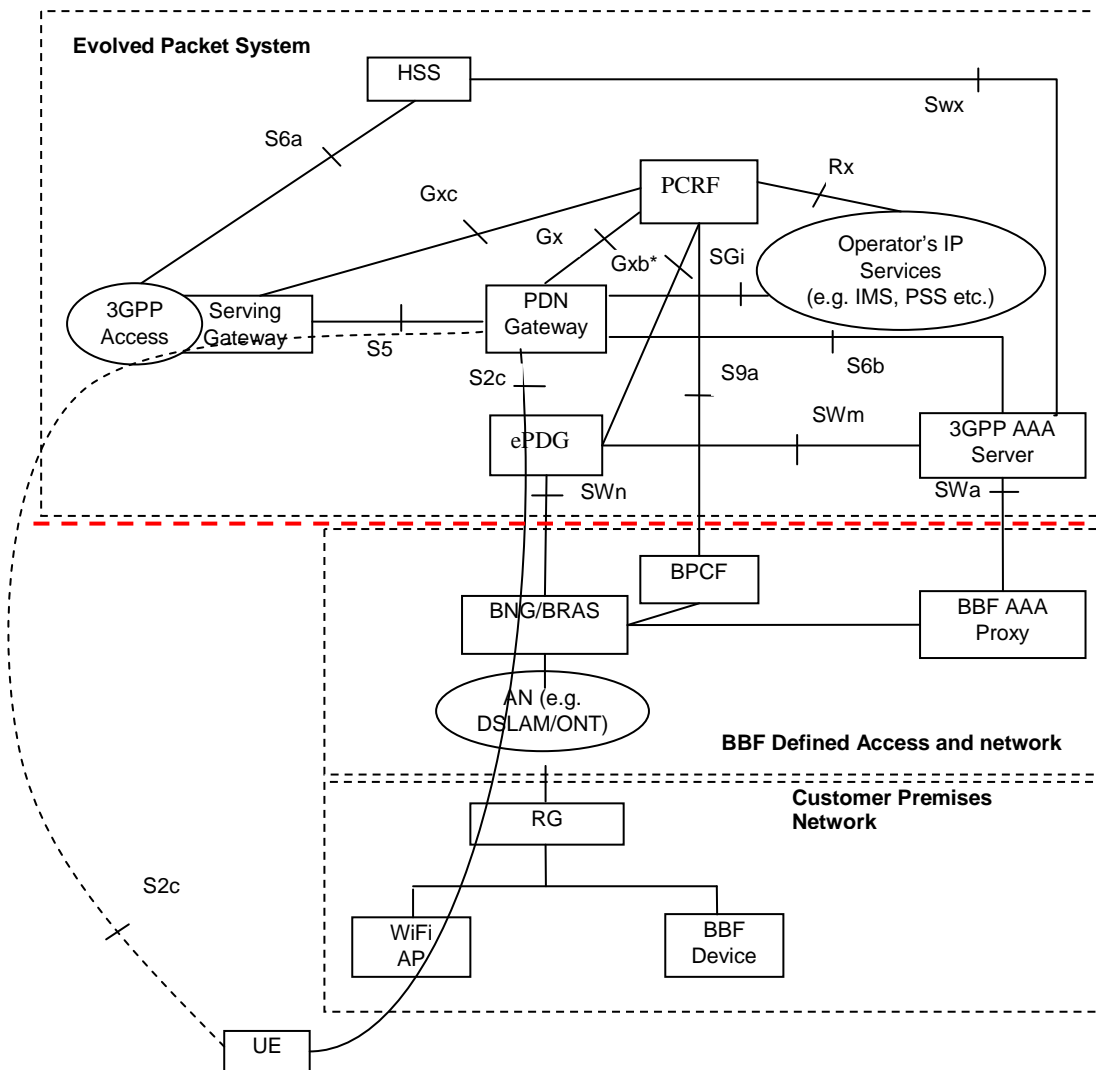 Evolved Packet System
HSS
Swx
S6a
PCRF
Rx
Gxc
Gx
Gxb*
SGi
Operator's IP
Services
(e.g. IMS, PSS etc.)
3GPP
Access
Serving
Gateway
PDN
Gateway
S5
S6b
S2c
S9a
ePDG
SWm
3GPP AAA
Server
SWn
SWa
BPCF
BNG/BRAS
BBF AAA
Proxy
AN (e.g.
DSLAM/ONT)
BBF Defined Access and network
Customer Premises
Network
RG
S2c
WiFi
AP
BBF
Device
UE